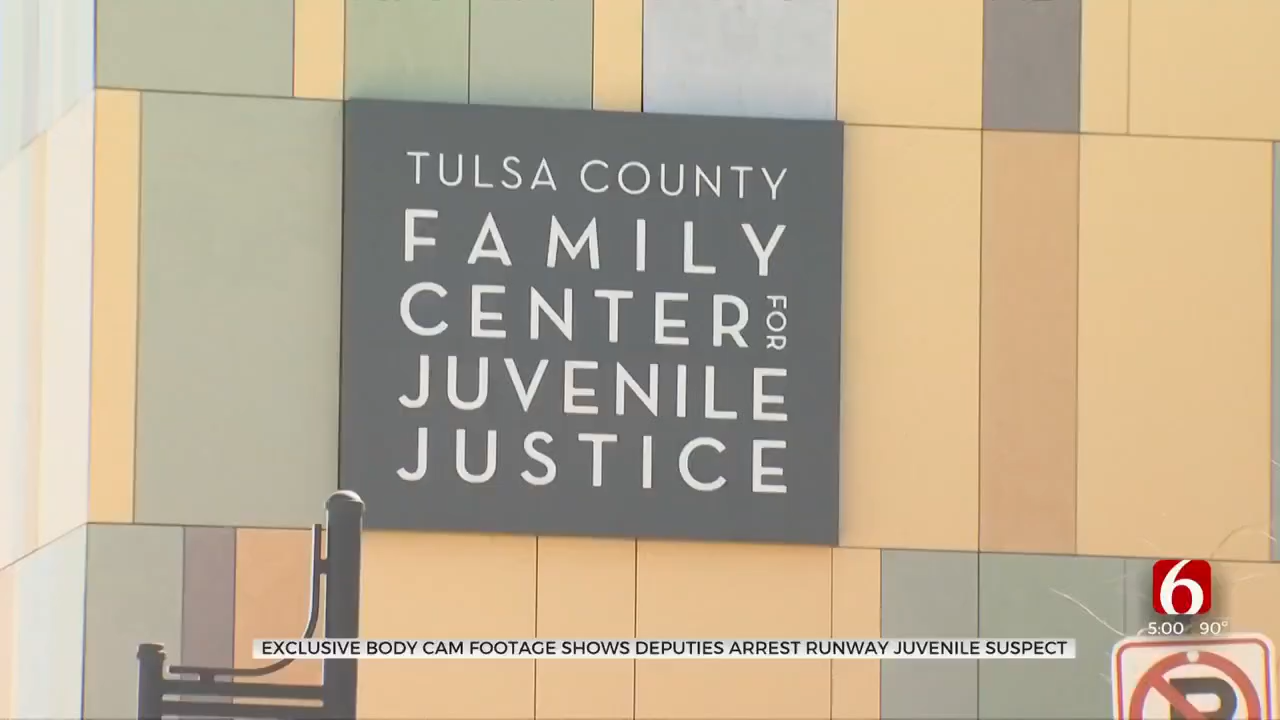 TULSA COUNTY
FAMILY
CENTER FOR
JUVENILE
JUSTICE
6
5:00 90°
EXCLUSIVE BODY CAM FOOTAGE SHOWS DEPUTIES ARREST RUNWAY JUVENILE SUSPECT
P